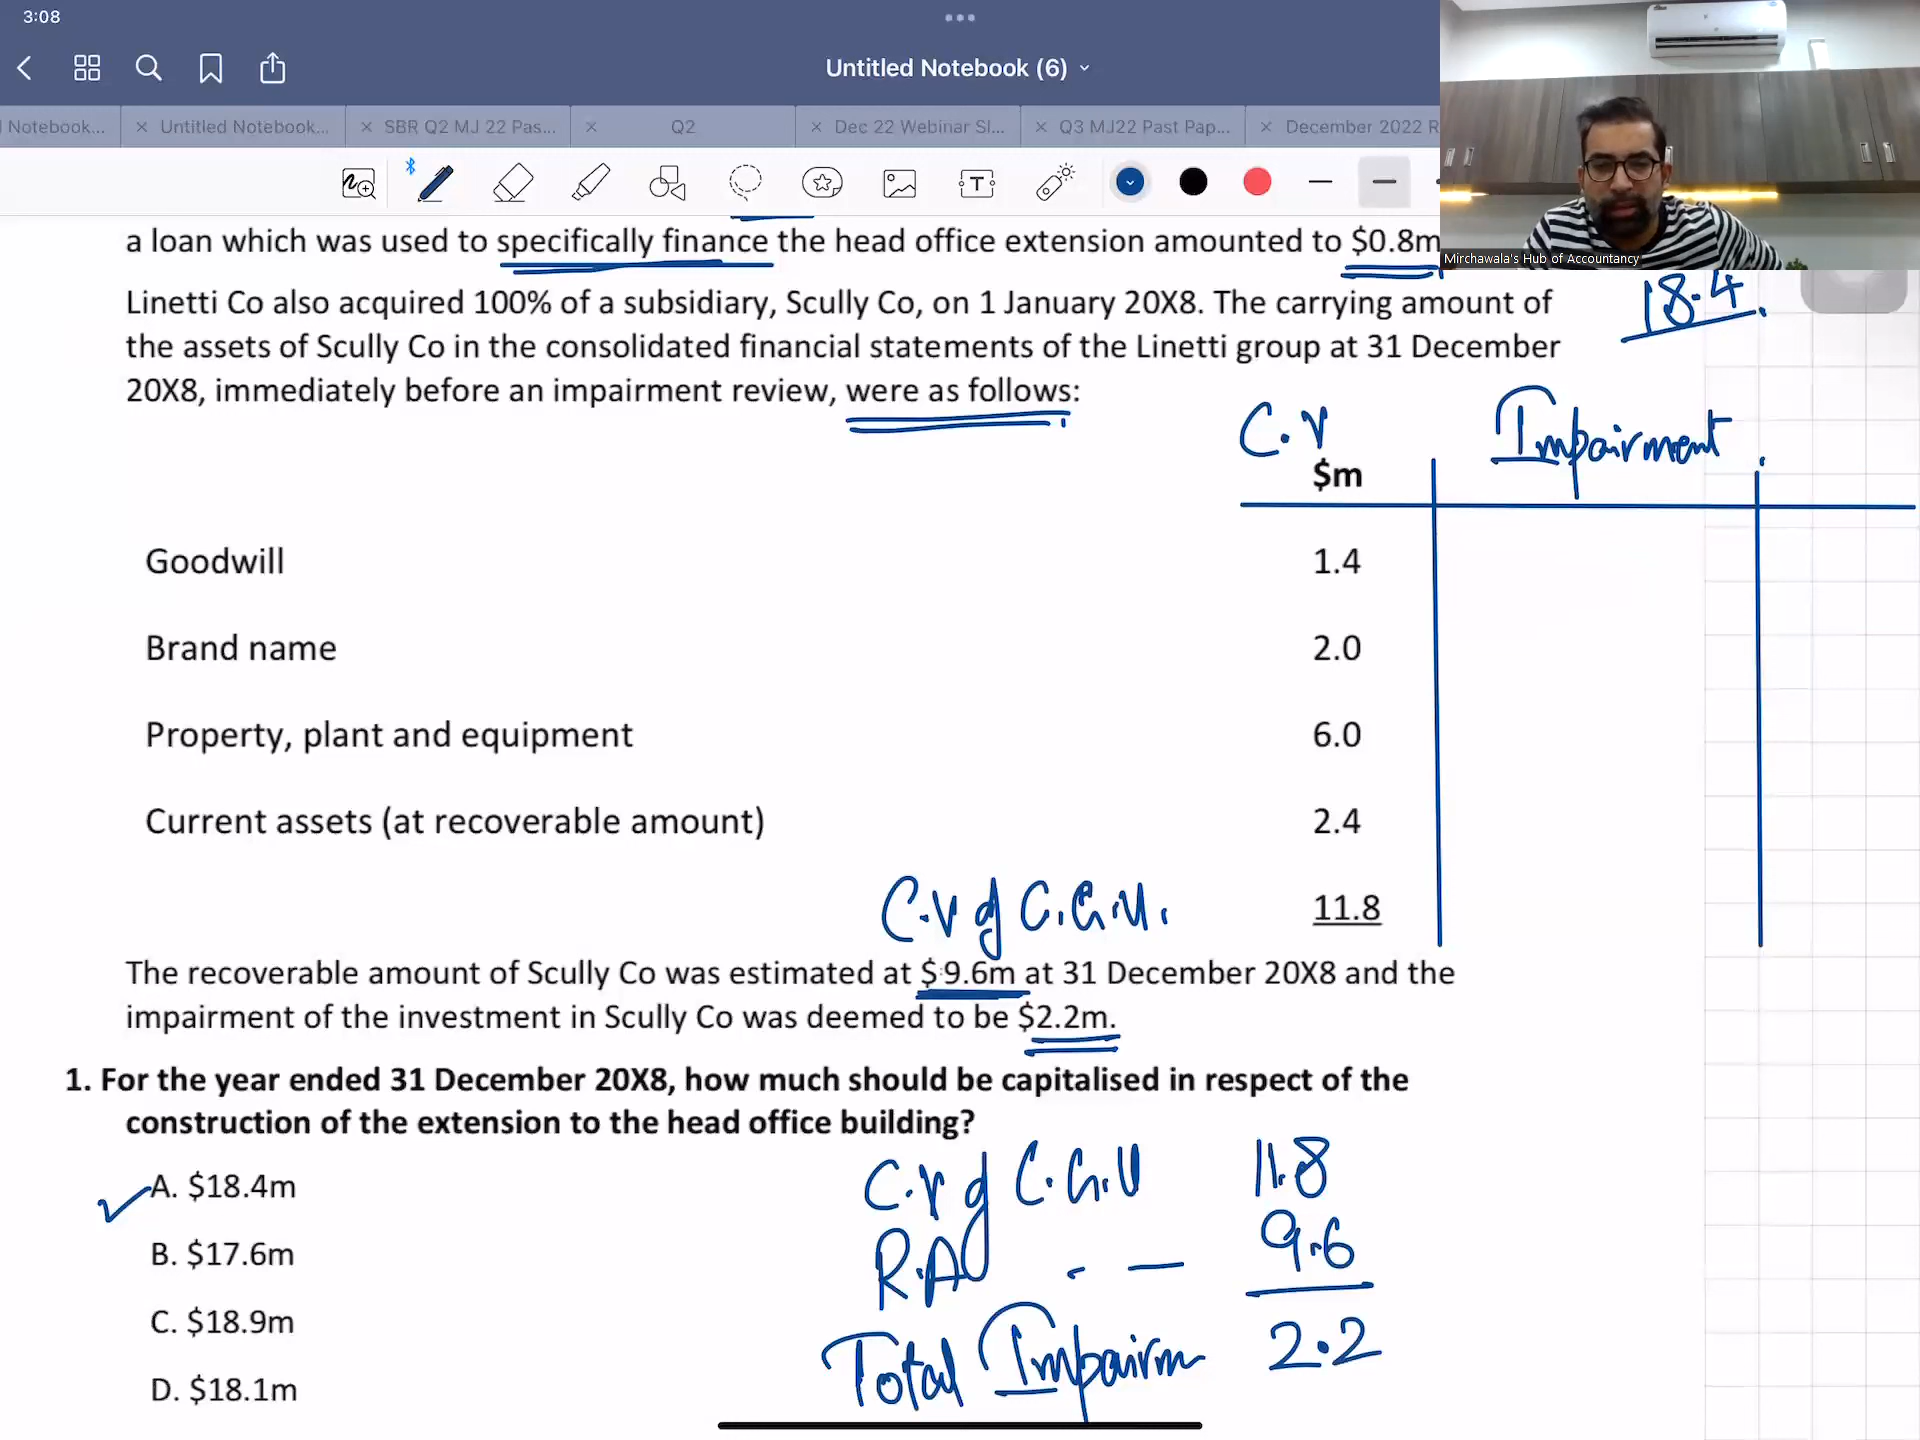 3:08
Untitled Notebook (6)
l Notebook... × Untitled Notebook... × SBR Q2 MJ 22 Pas... × Q2 × Dec 22 Webinar Sl... × Q3 MJ22 Past Pap... × December 2022 R
T
Mirchawala's Hub of Accountancy
a loan which was used to specifically finance the head office extension amounted to $0.8m
18.4
Linetti Co also acquired 100% of a subsidiary, Scully Co, on 1 January 20X8. The carrying amount of
the assets of Scully Co in the consolidated financial statements of the Linetti group at 31 December
20X8, immediately before an impairment review, were as follows:
C.V Impairment
$m
Goodwill 1.4
Brand name 2.0
Property, plant and equipment 6.0
Current assets (at recoverable amount) 2.4
C.V of C.G.U. 11.8
The recoverable amount of Scully Co was estimated at $ 9.6m at 31 December 20X8 and the
impairment of the investment in Scully Co was deemed to be $2.2m.
1. For the year ended 31 December 20X8, how much should be capitalised in respect of the
construction of the extension to the head office building?
A. $18.4m
B. $17.6m
C. $18.9m
D. $18.1m
C.V of C.G.U 11.8
R.A - 9.6
Total Impairm 2.2